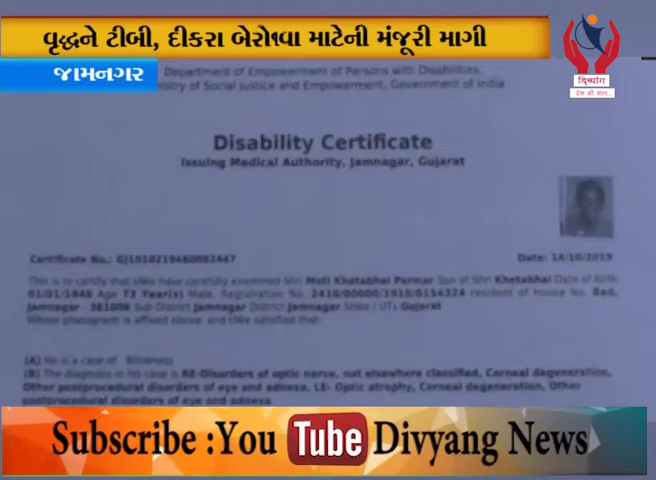 વૃદ્ધને ટીબી, દીકરા બેરોવા માટેની મંજૂરી માગી
જામનગર
दिव्यांग
देश की शान..
Department of Empowerment of Persons with Disabilities,
istry of Social Justice and Empowerment, Government of India
Disability Certificate
Issuing Medical Authority, Jamnagar, Gujarat
Certificate No.: GJ1010219460092447
Date: 14/10/2019
This is to certify that I/We have carefully examined Shri Moti Khetabhai Parmar Son of Shri Khetabhai Date of Birth
01/01/1946 Age 73 Year(s) Male, Registration No. 2410/00000/1910/0154324 resident of House No. Bed,
Jamnagar 361006 Sub District Jamnagar District Jamnagar State / UT: Gujarat
Whose photograph is affixed above, and I/We satisfied that:
(A) He is a case of Blindness
(B) The diagnosis in his case is RE-Disorders of optic nerve, not elsewhere classified, Corneal degeneration,
Other postprocedural disorders of eye and adnexa, LE- Optic atrophy, Corneal degeneration, Other
postprocedural disorders of eye and adnexa
Subscribe :You Tube Divyang News